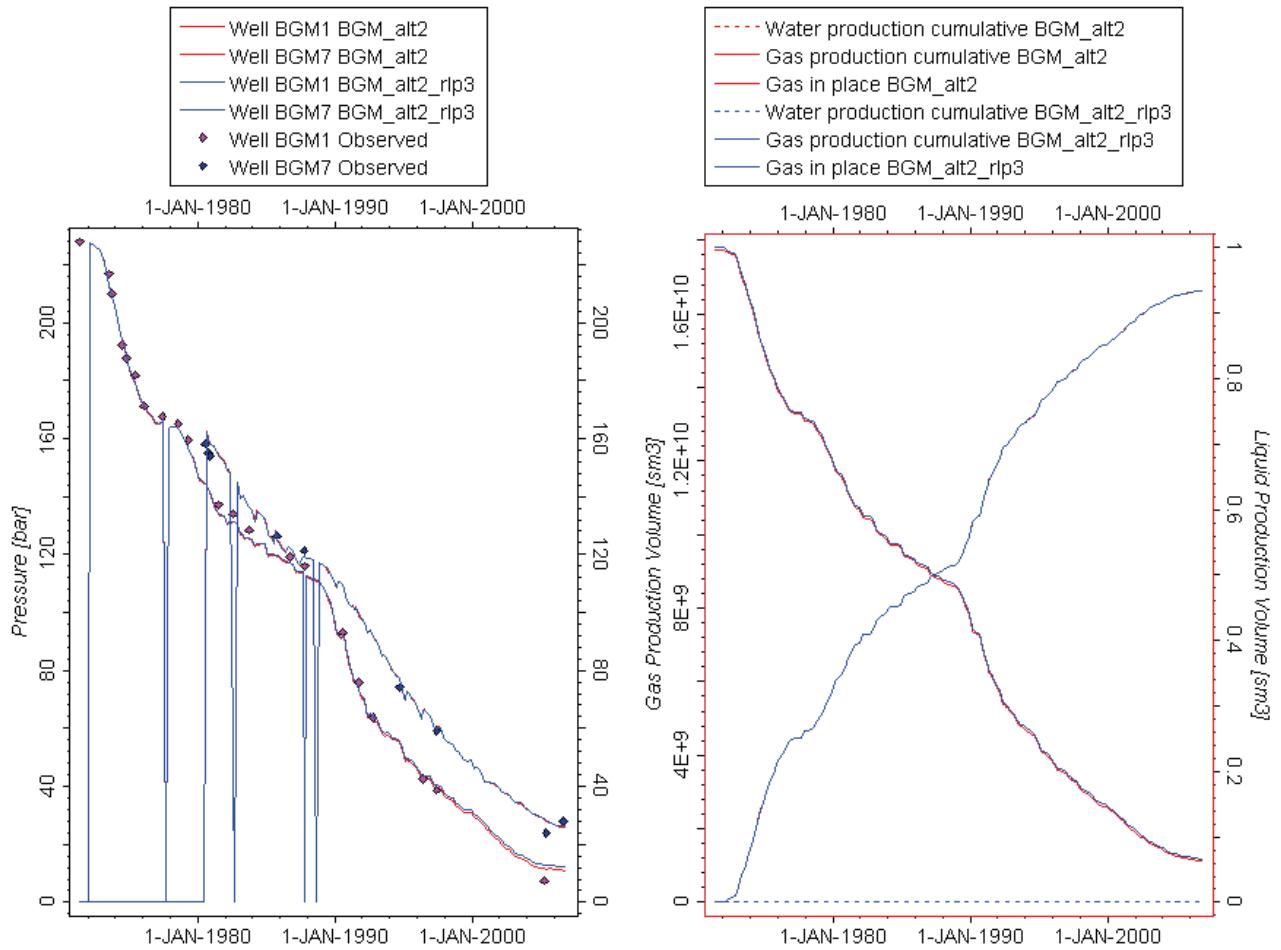 Well BGM1 BGM_alt2
Well BGM7 BGM_alt2
Well BGM1 BGM_alt2_rlp3
Well BGM7 BGM_alt2_rlp3
Well BGM1 Observed
Well BGM7 Observed
1-JAN-1980 1-JAN-1990 1-JAN-2000
200
160
120
80
40
0
Pressure [bar]
200
160
120
80
40
0
1-JAN-1980 1-JAN-1990 1-JAN-2000
Water production cumulative BGM_alt2
Gas production cumulative BGM_alt2
Gas in place BGM_alt2
Water production cumulative BGM_alt2_rlp3
Gas production cumulative BGM_alt2_rlp3
Gas in place BGM_alt2_rlp3
1-JAN-1980 1-JAN-1990 1-JAN-2000
1.6E+10
1.2E+10
8E+9
4E+9
0
Gas Production Volume [sm3]
1
0.8
0.6
0.4
0.2
0
Liquid Production Volume [sm3]
1-JAN-1980 1-JAN-1990 1-JAN-2000